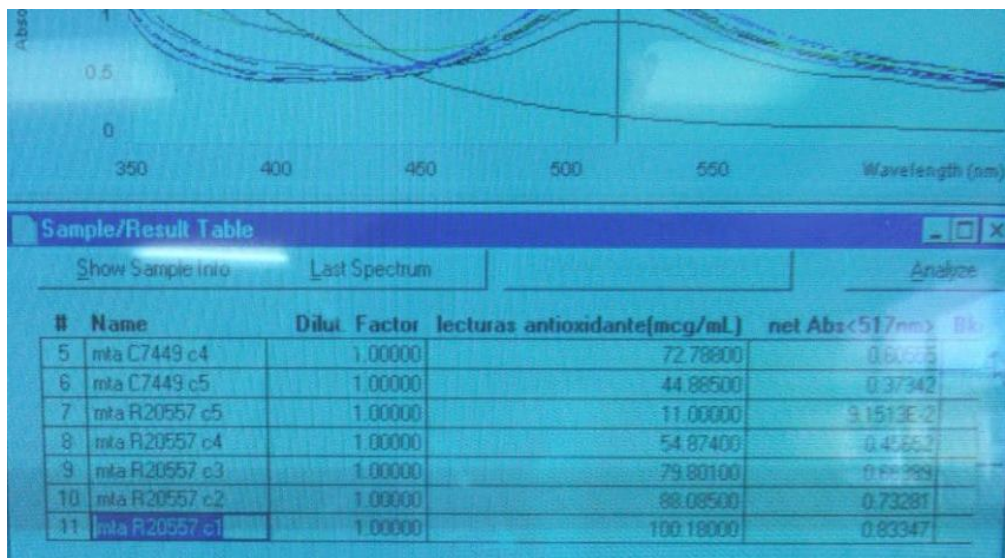 Abso
1
0.5
0
350 400 450 500 550 Wavelength (nm)
Sample/Result Table
Show Sample Info Last Spectrum Analyze
# Name Dilut. Factor lecturas antioxidante(mcg/mL) net Abs<517nm>
5 mta C7449 c4 1.00000 72.78800
6 mta C7449 c5 1.00000 44.88500 0.37342
7 mta R20557 c5 1.00000 11.00000 9.1513E-2
8 mta R20557 c4 1.00000 54.87400 0.45652
9 mta R20557 c3 1.00000 79.80100
10 mta R20557 c2 1.00000 88.08500 0.73281
11 mta R20557 c1 1.00000 100.18000 0.83347